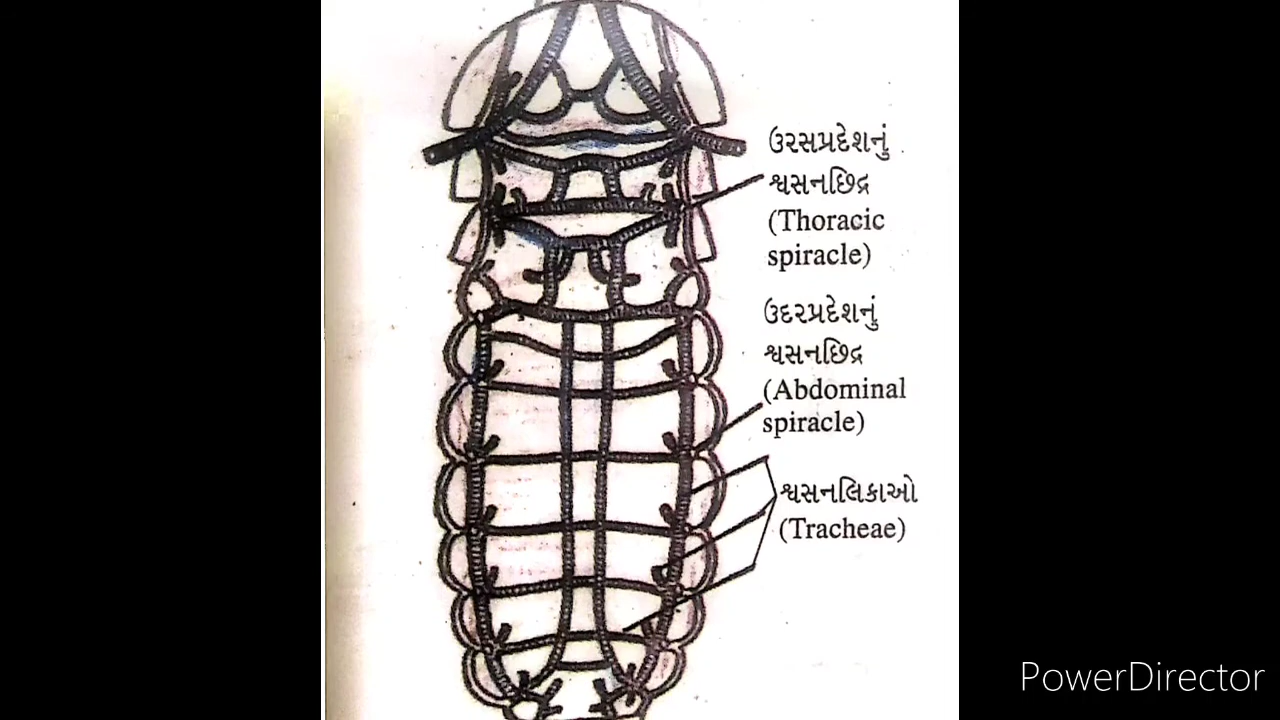 ઉરસપ્રદેશનું
શ્વસનછિદ્ર
(Thoracic
spiracle)
ઉદરપ્રદેશનું
શ્વસનછિદ્ર
(Abdominal
spiracle)
શ્વસનલિકાઓ
(Tracheae)
PowerDirector